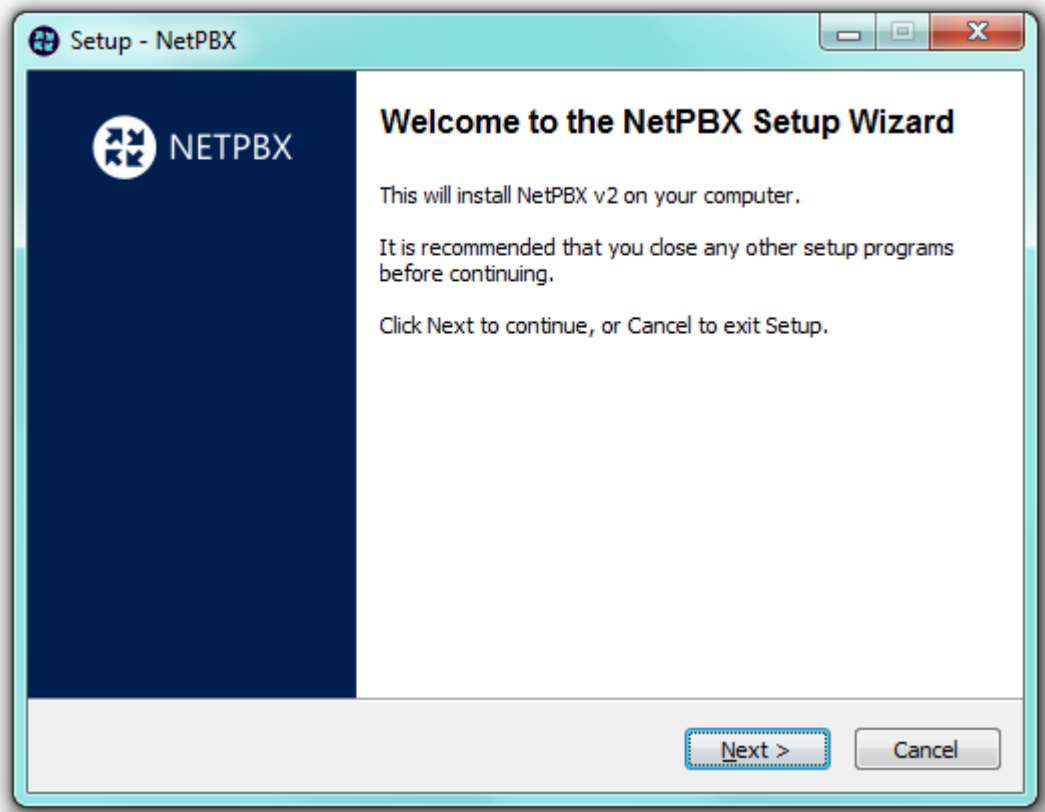 Setup - NetPBX
NETPBX
Welcome to the NetPBX Setup Wizard
This will install NetPBX v2 on your computer.
It is recommended that you close any other setup programs
before continuing.
Click Next to continue, or Cancel to exit Setup.
Next >
Cancel